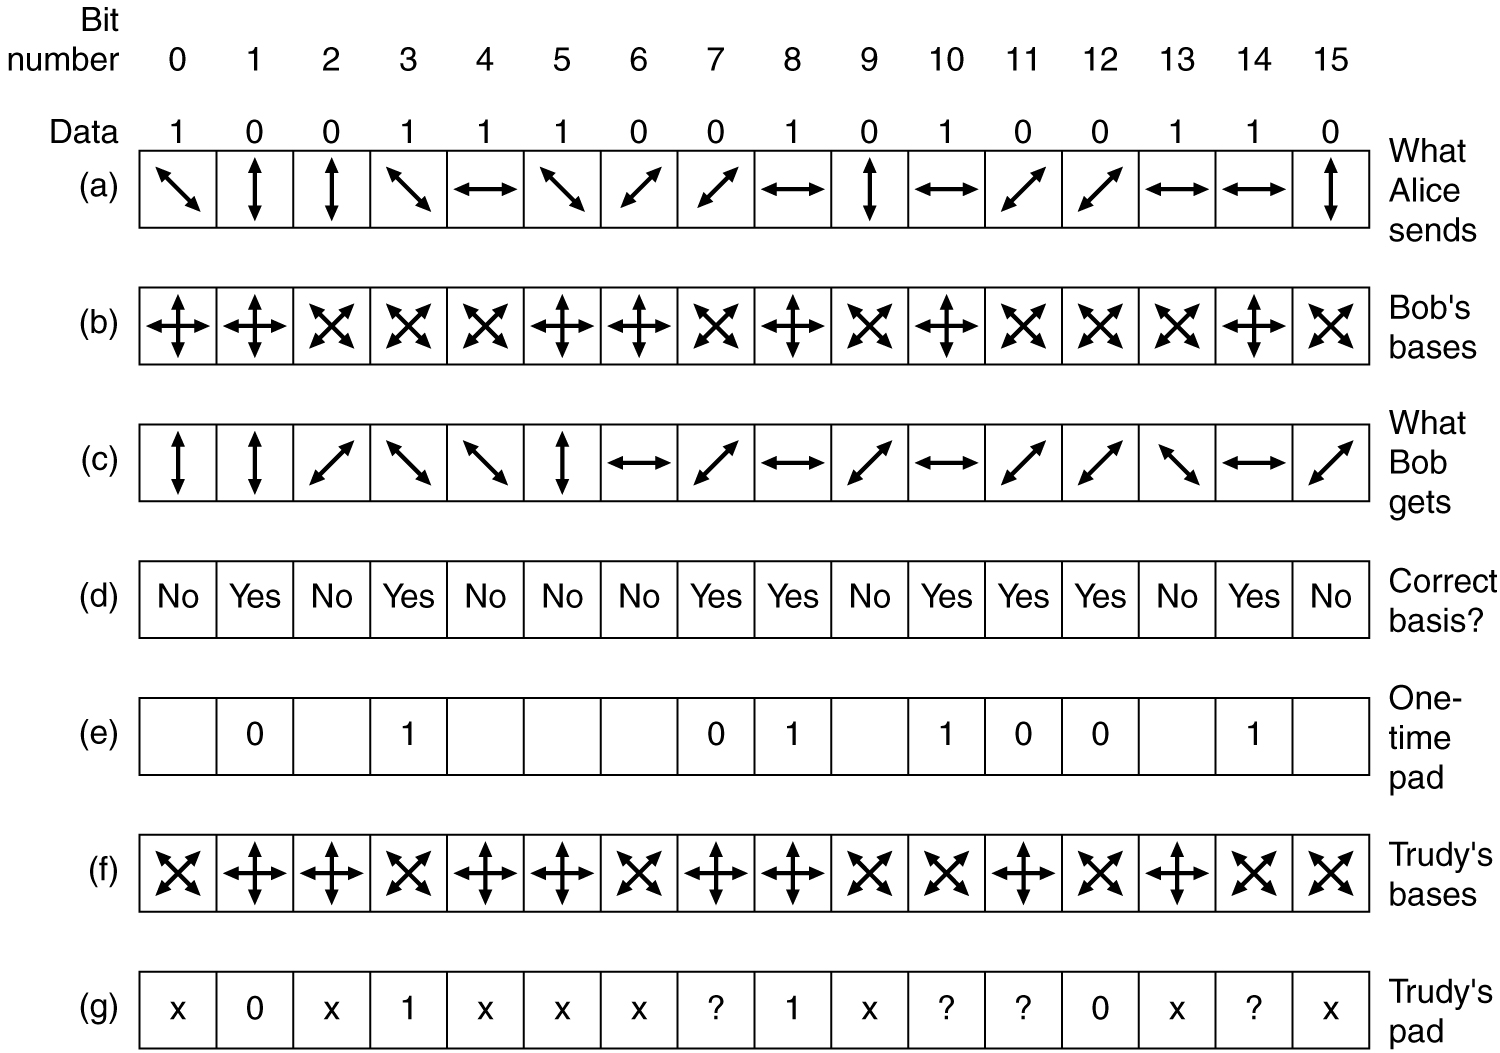 Bit
number 0 1 2 3 4 5 6 7 8 9 10 11 12 13 14 15
Data 1 0 0 1 1 1 0 0 1 0 1 0 0 1 1 0
(a)
What
Alice
sends
(b)
Bob's
bases
(c)
What
Bob
gets
(d) No Yes No Yes No No No Yes Yes No Yes Yes Yes No Yes No
Correct
basis?
(e) 0 1 0 1 1 0 0 1
One-
time
pad
(f)
Trudy's
bases
(g) x 0 x 1 x x x ? 1 x ? ? 0 x ? x
Trudy's
pad